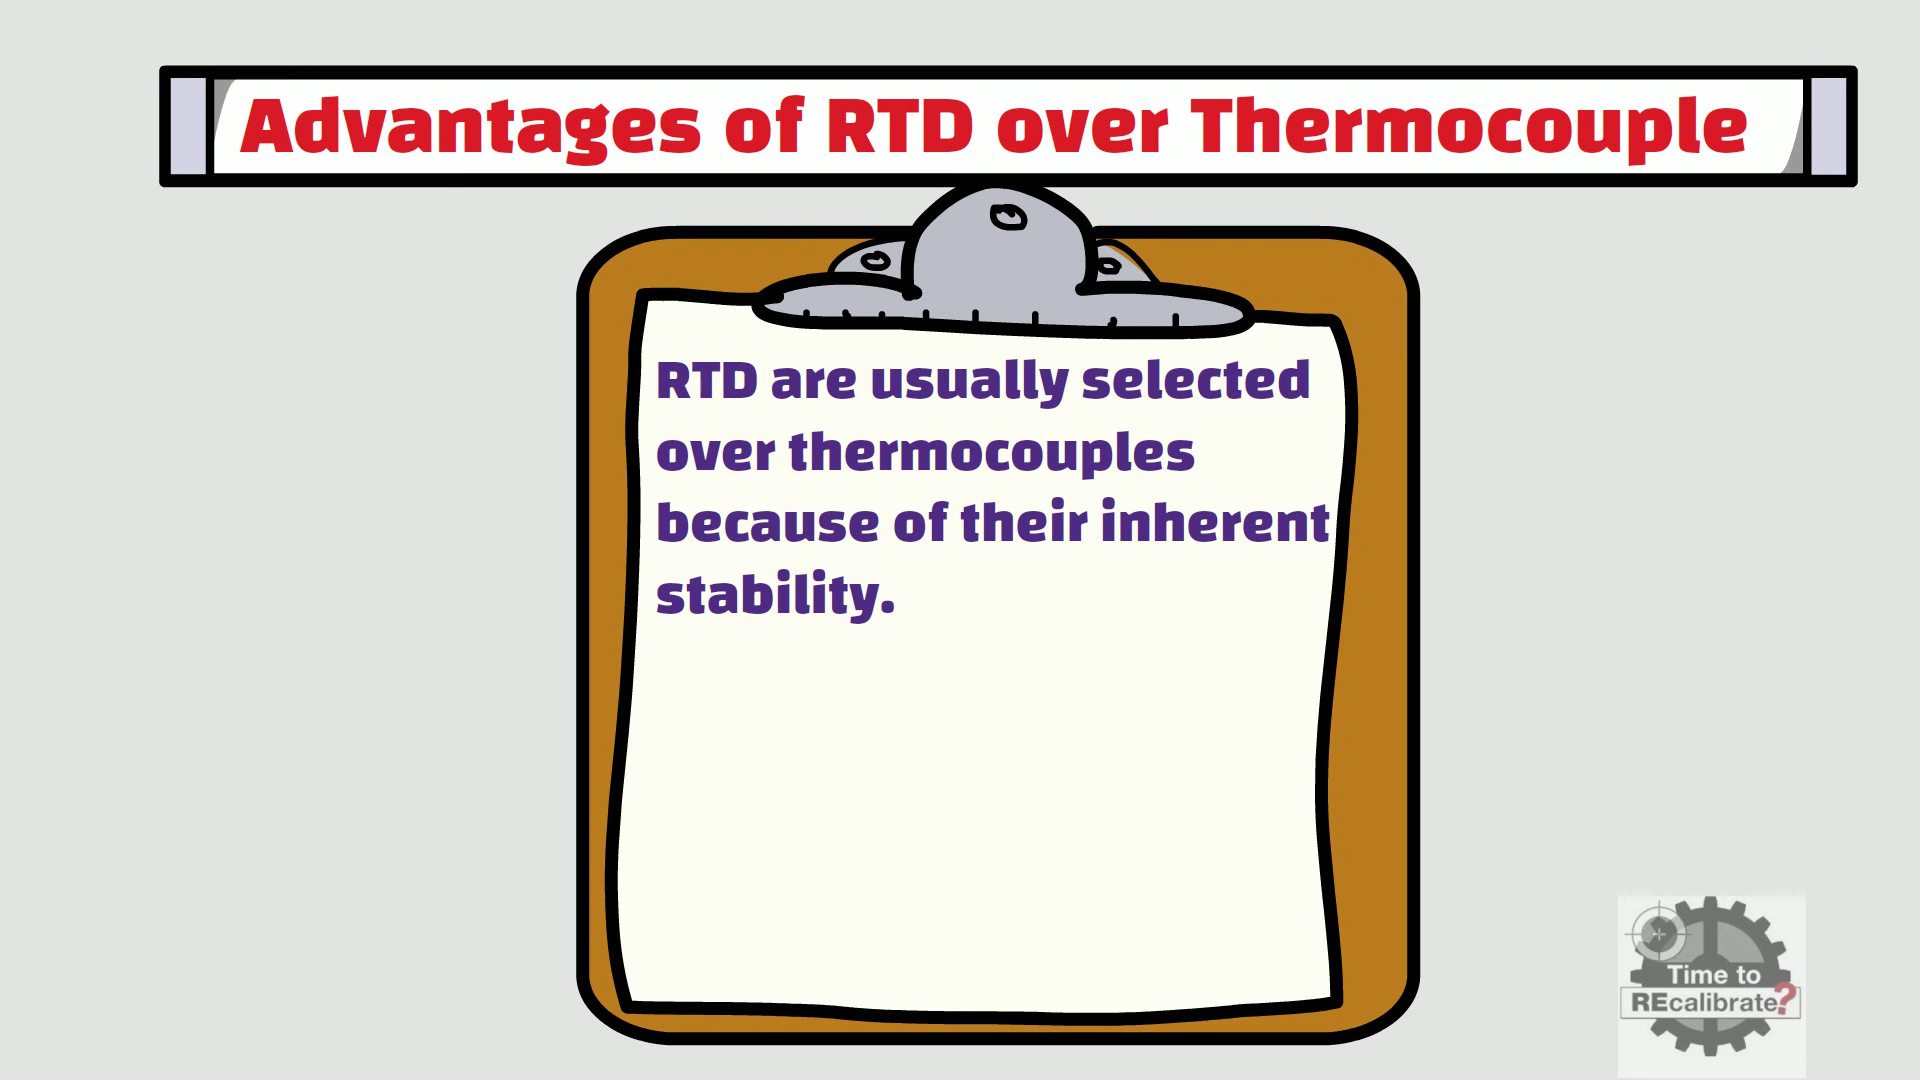 Advantages of RTD over Thermocouple
RTD are usually selected
over thermocouples
because of their inherent
stability.
Time to
REcalibrate?